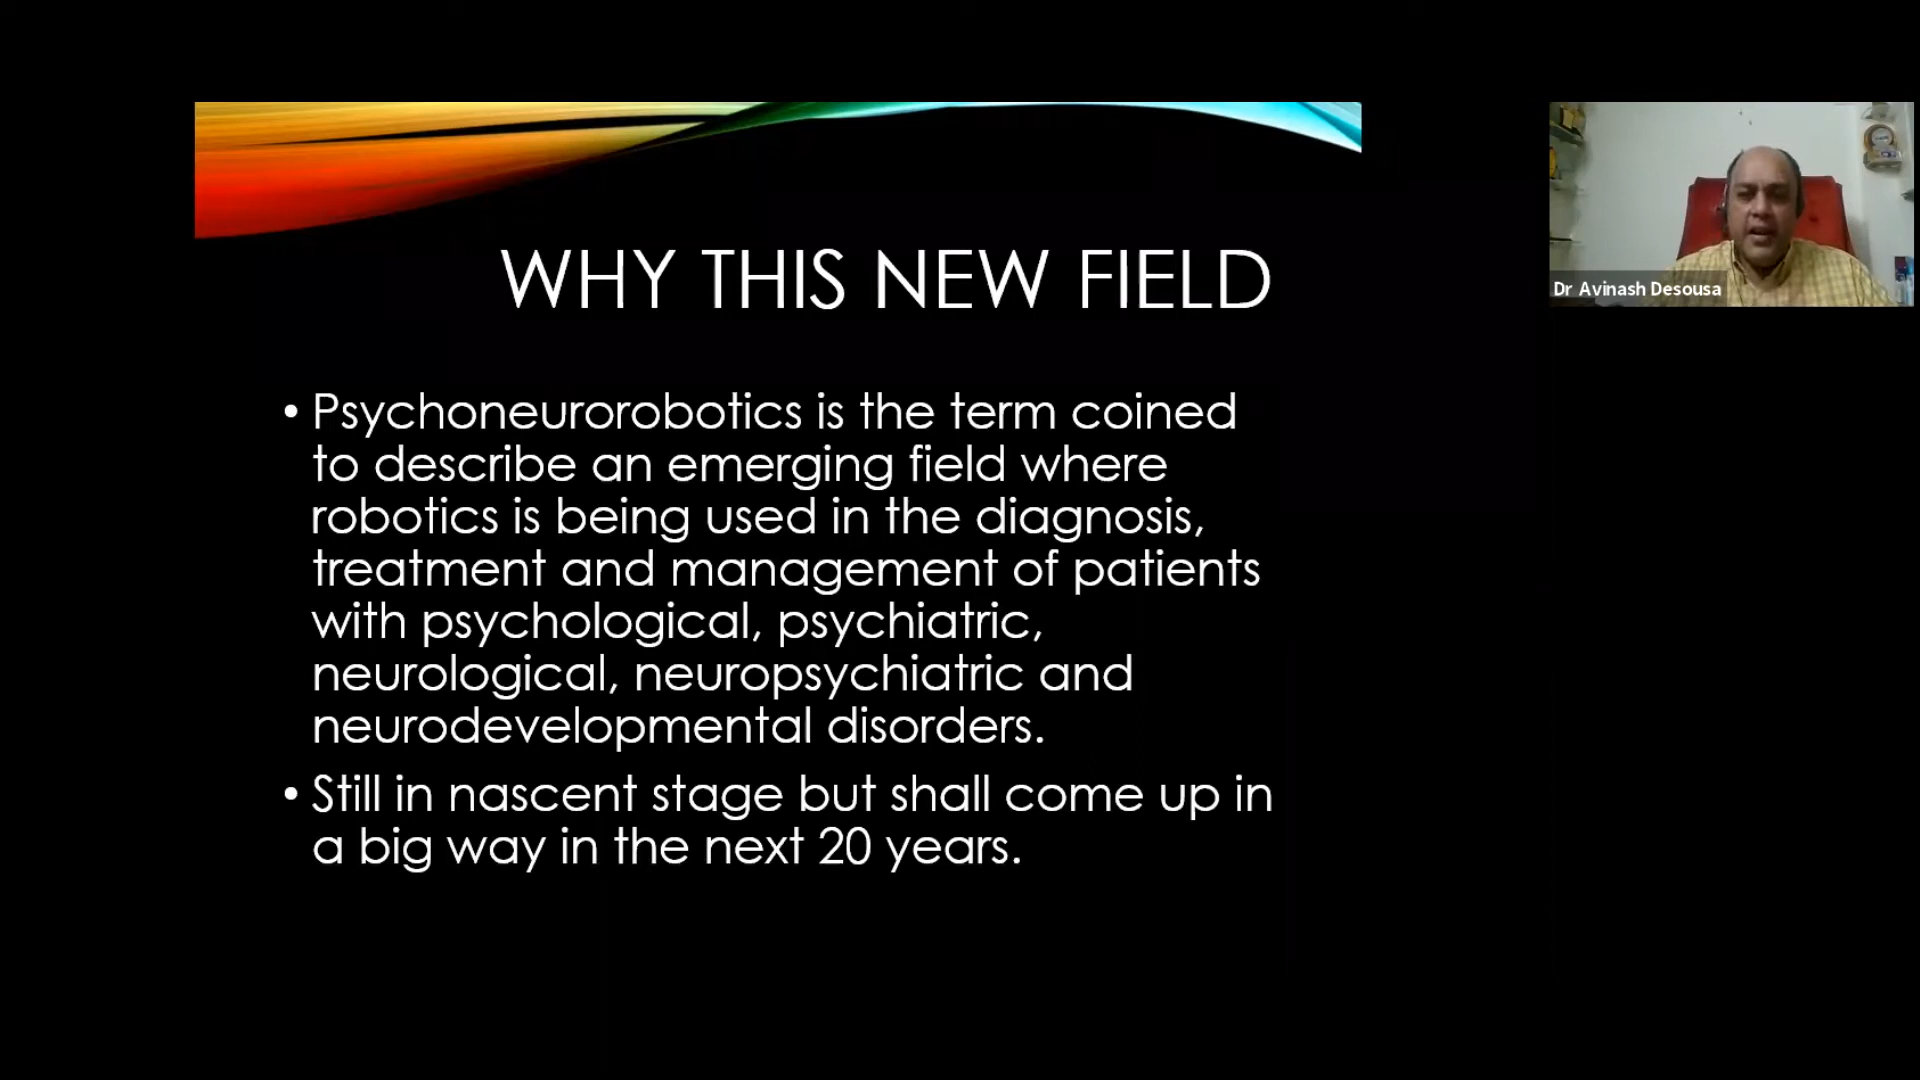 WHY THIS NEW FIELD
• Psychoneurorobotics is the term coined
to describe an emerging field where
robotics is being used in the diagnosis,
treatment and management of patients
with psychological, psychiatric,
neurological, neuropsychiatric and
neurodevelopmental disorders.
• Still in nascent stage but shall come up in
a big way in the next 20 years.
Dr Avinash Desousa